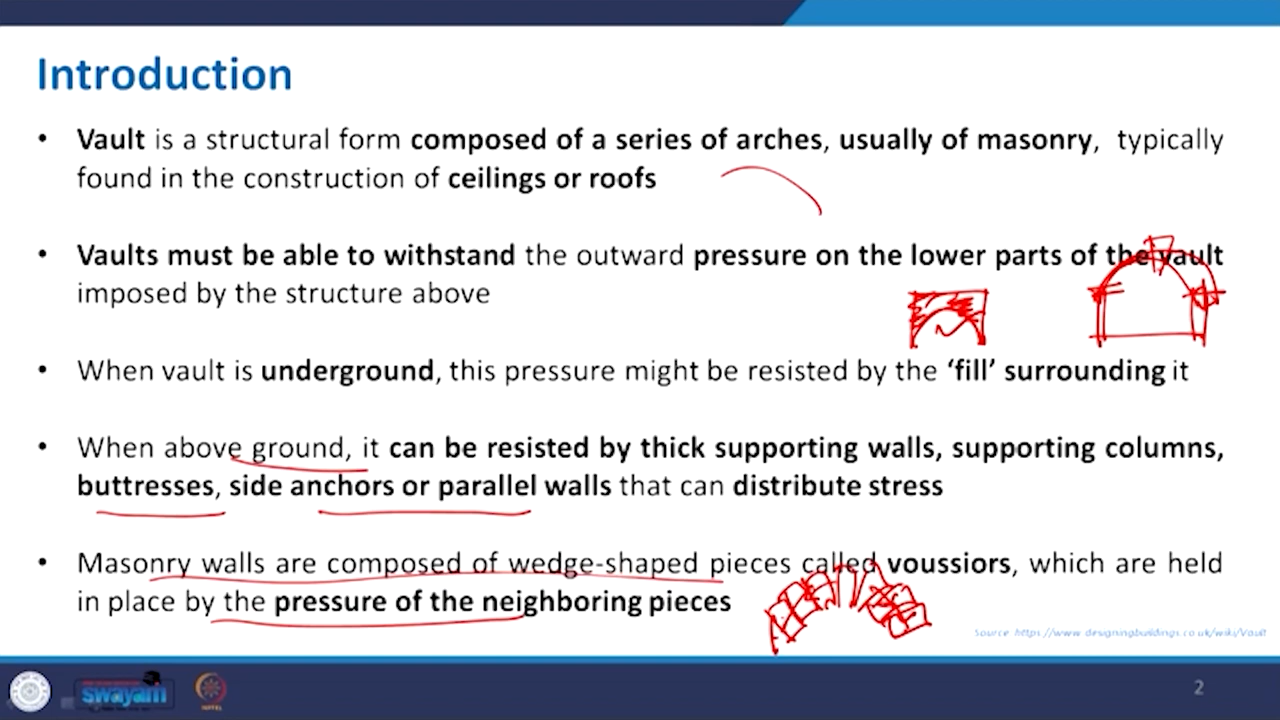 Introduction
• Vault is a structural form composed of a series of arches, usually of masonry, typically
found in the construction of ceilings or roofs
• Vaults must be able to withstand the outward pressure on the lower parts of the vault
imposed by the structure above
• When vault is underground, this pressure might be resisted by the ‘fill’ surrounding it
• When above ground, it can be resisted by thick supporting walls, supporting columns,
buttresses, side anchors or parallel walls that can distribute stress
• Masonry walls are composed of wedge-shaped pieces called voussiors, which are held
in place by the pressure of the neighboring pieces
Source https://www.designingbuildings.co.uk/wiki/Vault
swayam
2